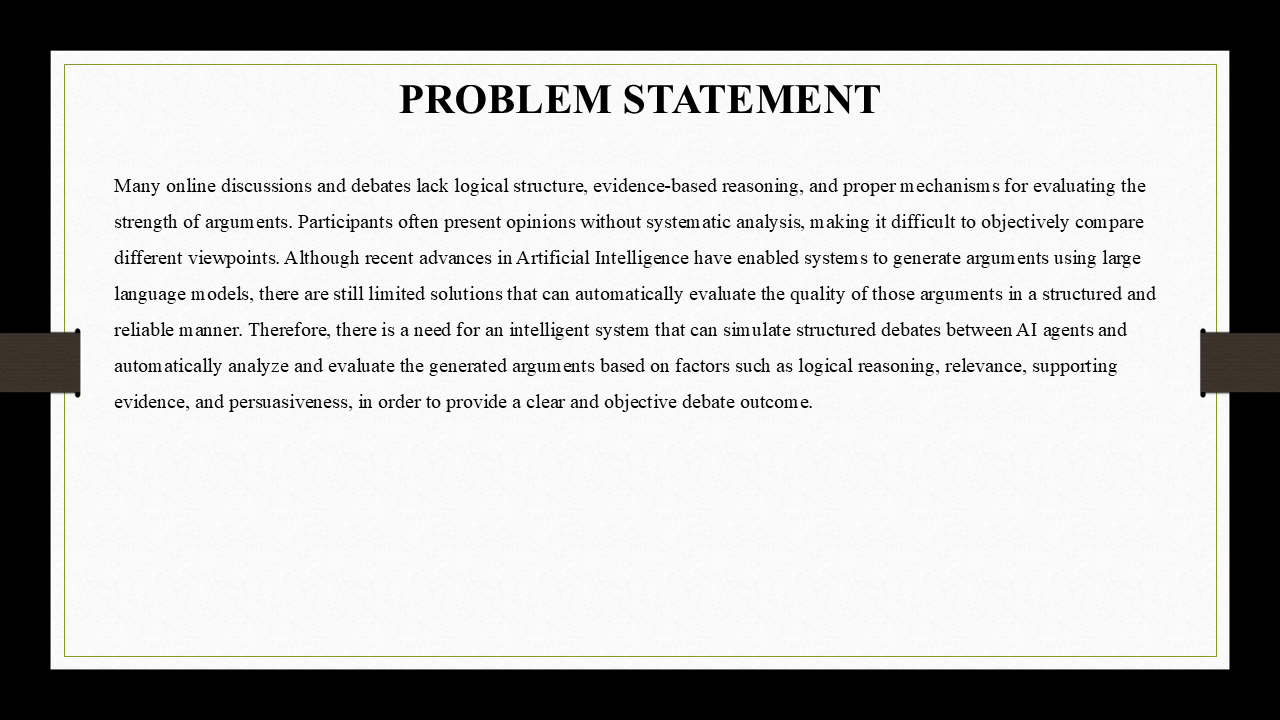 PROBLEM STATEMENT
Many online discussions and debates lack logical structure, evidence-based reasoning, and proper mechanisms for evaluating the
strength of arguments. Participants often present opinions without systematic analysis, making it difficult to objectively compare
different viewpoints. Although recent advances in Artificial Intelligence have enabled systems to generate arguments using large
language models, there are still limited solutions that can automatically evaluate the quality of those arguments in a structured and
reliable manner. Therefore, there is a need for an intelligent system that can simulate structured debates between AI agents and
automatically analyze and evaluate the generated arguments based on factors such as logical reasoning, relevance, supporting
evidence, and persuasiveness, in order to provide a clear and objective debate outcome.